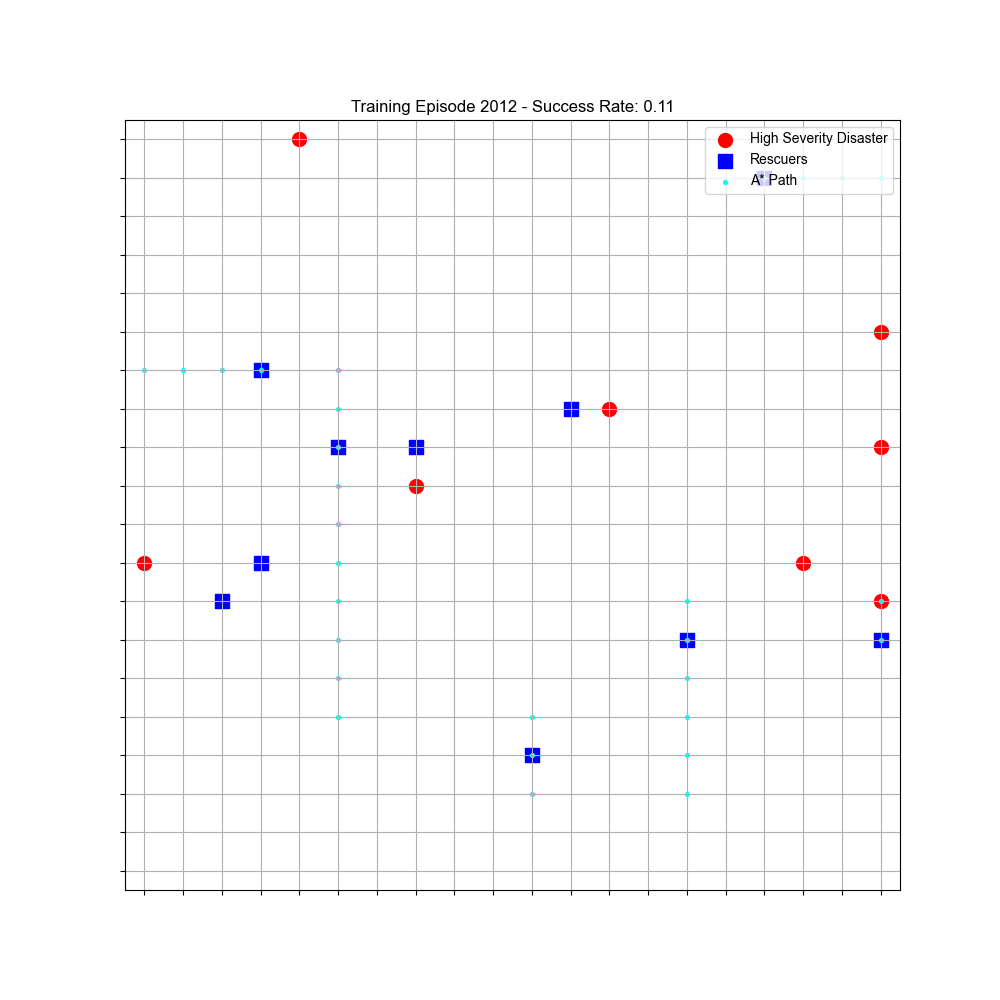 Training Episode 2012 - Success Rate: 0.11
High Severity Disaster
Rescuers
A* Path